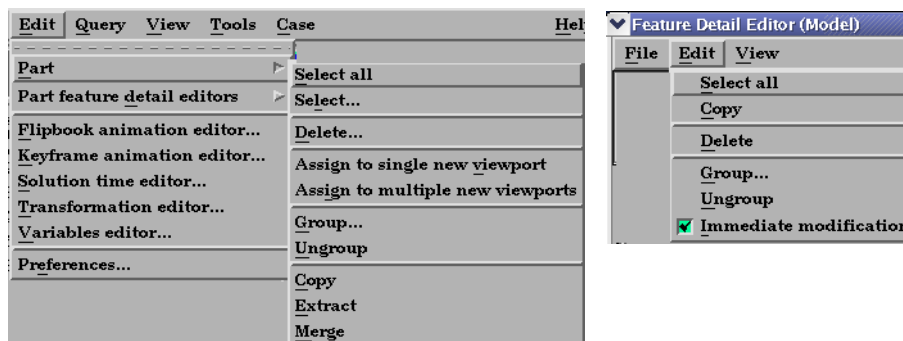 Edit Query View Tools Case Hel
Part
Part feature detail editors
Flipbook animation editor...
Keyframe animation editor...
Solution time editor...
Transformation editor...
Variables editor...
Preferences...
Select all
Select...
Delete...
Assign to single new viewport
Assign to multiple new viewports
Group...
Ungroup
Copy
Extract
Merge
Feature Detail Editor (Model)
File Edit View
Select all
Copy
Delete
Group...
Ungroup
Immediate modification